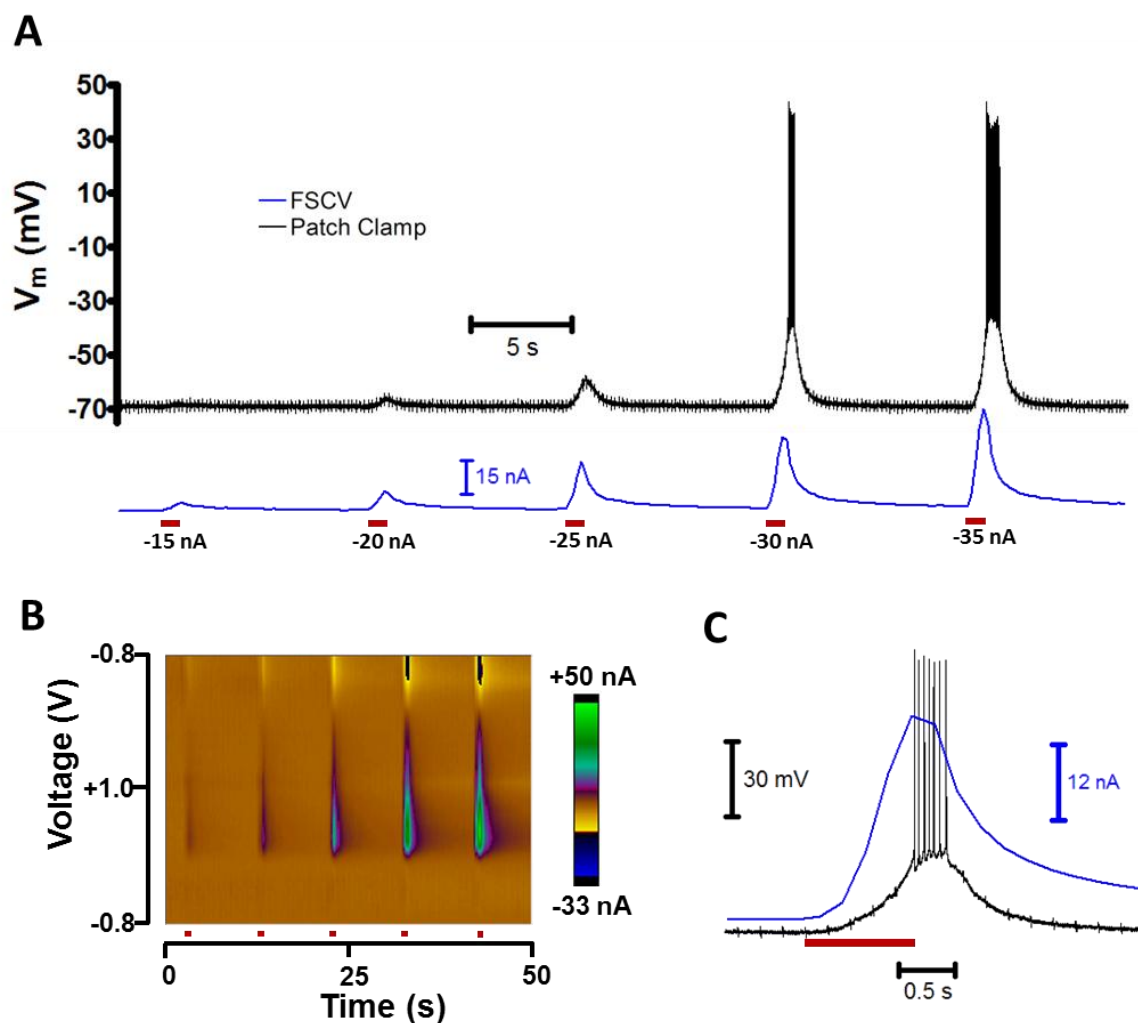 A
50
30
10
-10
-30
-50
-70
Vm (mV)
FSCV
Patch Clamp
5 s
15 nA
-15 nA
-20 nA
-25 nA
-30 nA
-35 nA
B
-0.8
+1.0
-0.8
Voltage (V)
+50 nA
-33 nA
0
25
50
Time (s)
C
30 mV
12 nA
0.5 s